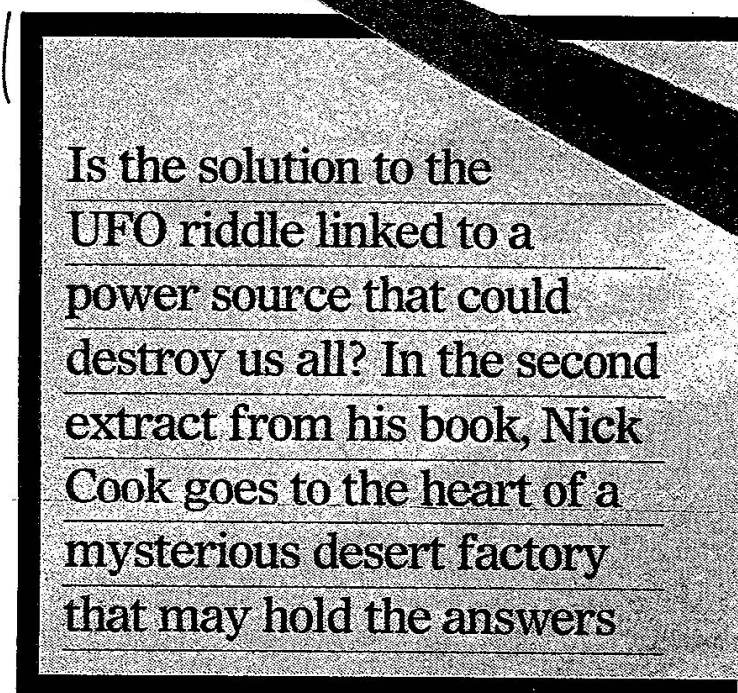 Is the solution to the
UFO riddle linked to a
power source that could
destroy us all? In the second
extract from his book, Nick
Cook goes to the heart of a
mysterious desert factory
that may hold the answers